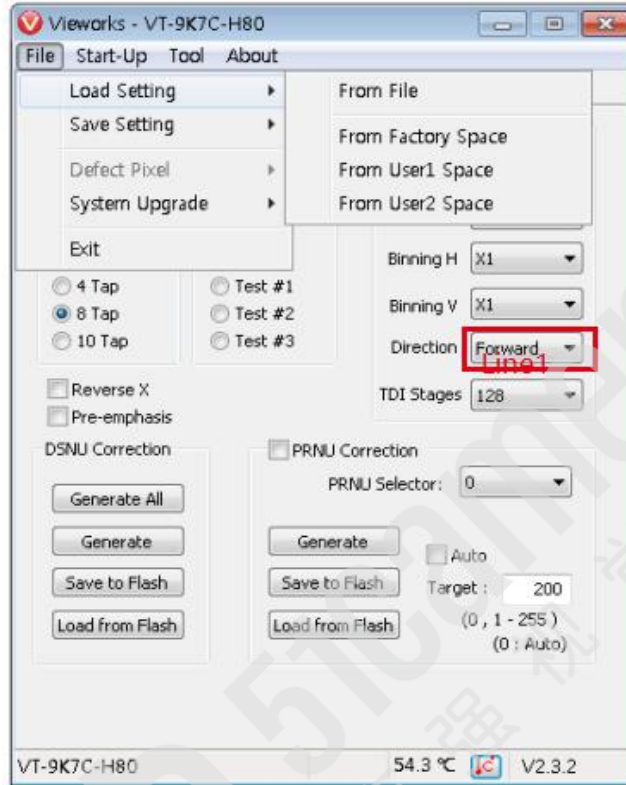 Vieworks - VT-9K7C-H80
File Start-Up Tool About
Load Setting
From File
Save Setting
From Factory Space
Defect Pixel
From User1 Space
System Upgrade
From User2 Space
Exit
Binning H X1
4 Tap Test #1
8 Tap Test #2
Binning V X1
10 Tap Test #3
Direction Forward
Line1
Reverse X
TDI Stages 128
Pre-emphasis
DSNU Correction PRNU Correction
PRNU Selector: 0
Generate All
Generate Generate Auto
Save to Flash Save to Flash Target : 200
Load from Flash Load from Flash (0 , 1 - 255 )
(0 : Auto)
VT-9K7C-H80 54.3 ℃ V2.3.2